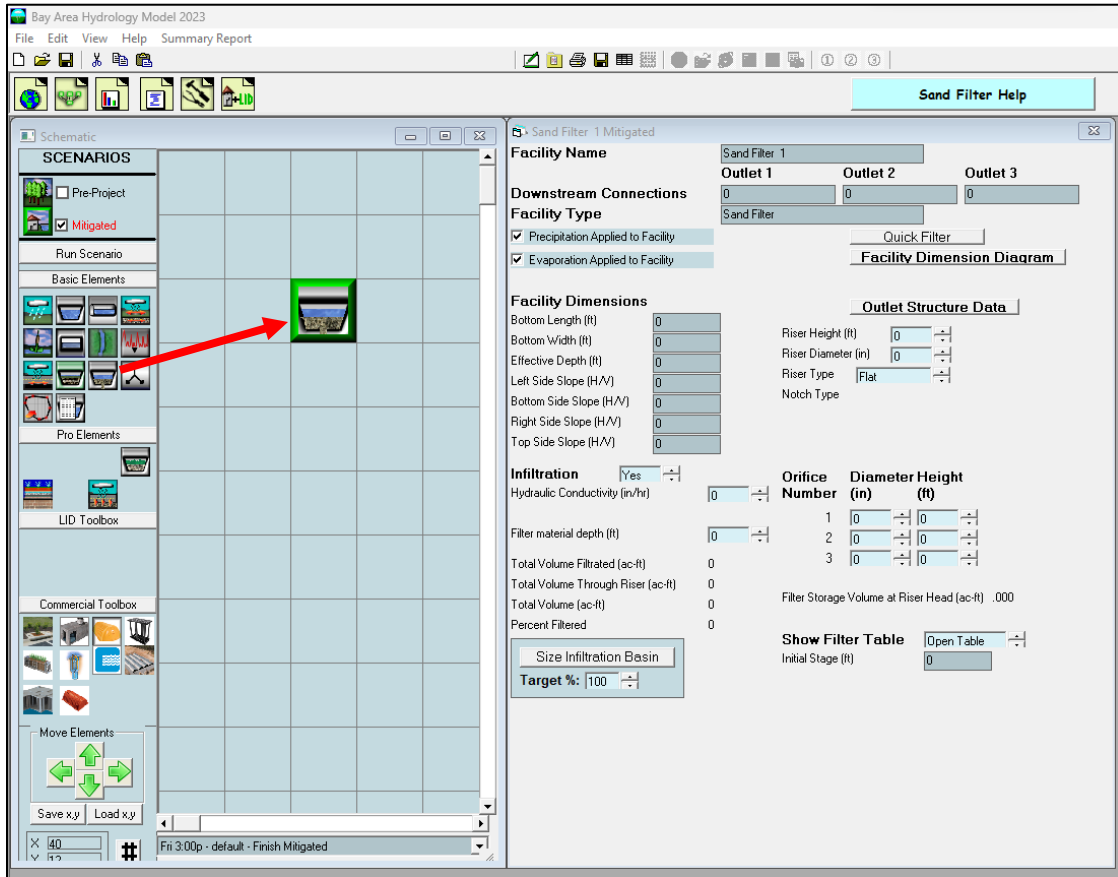 Bay Area Hydrology Model 2023
File Edit View Help Summary Report
① ② ③
+LID
Sand Filter Help
Schematic
SCENARIOS
Pre-Project
Mitigated
Run Scenario
Basic Elements
Pro Elements
LID Toolbox
Commercial Toolbox
Move Elements
Save x,y Load x,y
X 40
Y 12
#
Fri 3:00p - default - Finish Mitigated
Sand Filter 1 Mitigated
Facility Name Sand Filter 1
Outlet 1 Outlet 2 Outlet 3
Downstream Connections 0 0 0
Facility Type Sand Filter
Precipitation Applied to Facility Quick Filter
Evaporation Applied to Facility Facility Dimension Diagram
Facility Dimensions Outlet Structure Data
Bottom Length (ft) 0
Bottom Width (ft) 0
Effective Depth (ft) 0
Left Side Slope (H/V) 0
Bottom Side Slope (H/V) 0
Right Side Slope (H/V) 0
Top Side Slope (H/V) 0
Riser Height (ft) 0
Riser Diameter (in) 0
Riser Type Flat
Notch Type
Infiltration Yes
Hydraulic Conductivity (in/hr) 0
Filter material depth (ft) 0
Total Volume Filtrated (ac-ft) 0
Total Volume Through Riser (ac-ft) 0
Total Volume (ac-ft) 0
Percent Filtered 0
Size Infiltration Basin
Target %: 100
Orifice Diameter Height
Number (in) (ft)
1 0 0
2 0 0
3 0 0
Filter Storage Volume at Riser Head (ac-ft) .000
Show Filter Table Open Table
Initial Stage (ft) 0